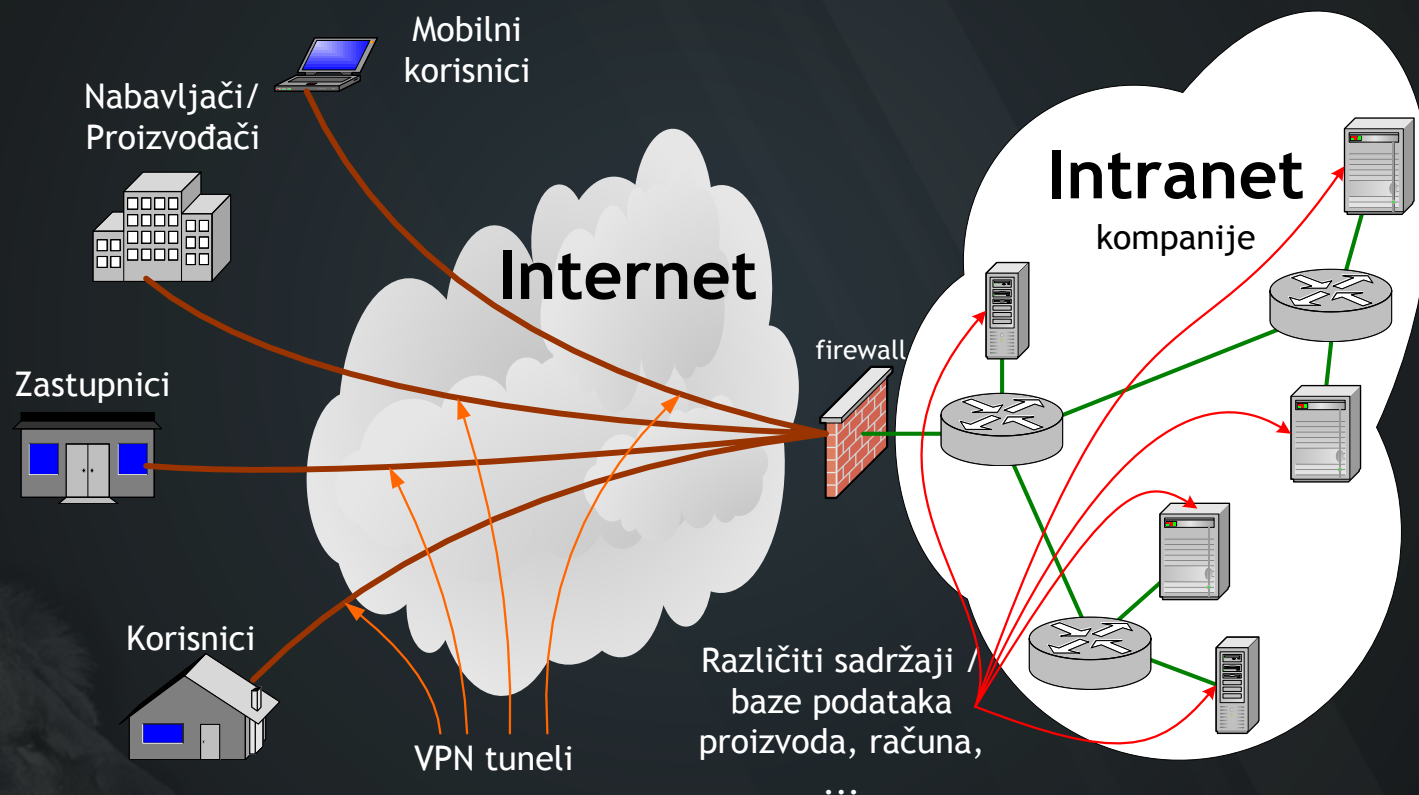 Mobilni
korisnici
Nabavljači/
Proizvođači
Intranet
kompanije
Internet
firewall
Zastupnici
Korisnici
Različiti sadržaji /
baze podataka
proizvoda, računa,
...
VPN tuneli